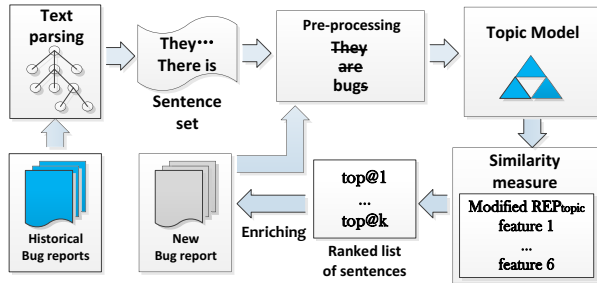 Text
parsing
They···
There is
Sentence
set
Pre-processing
They
are
bugs
Topic Model
Historical
Bug reports
New
Bug report
Enriching
top@1
...
top@k
Ranked list
of sentences
Similarity
measure
Modified REPtopic
feature 1
...
feature 6